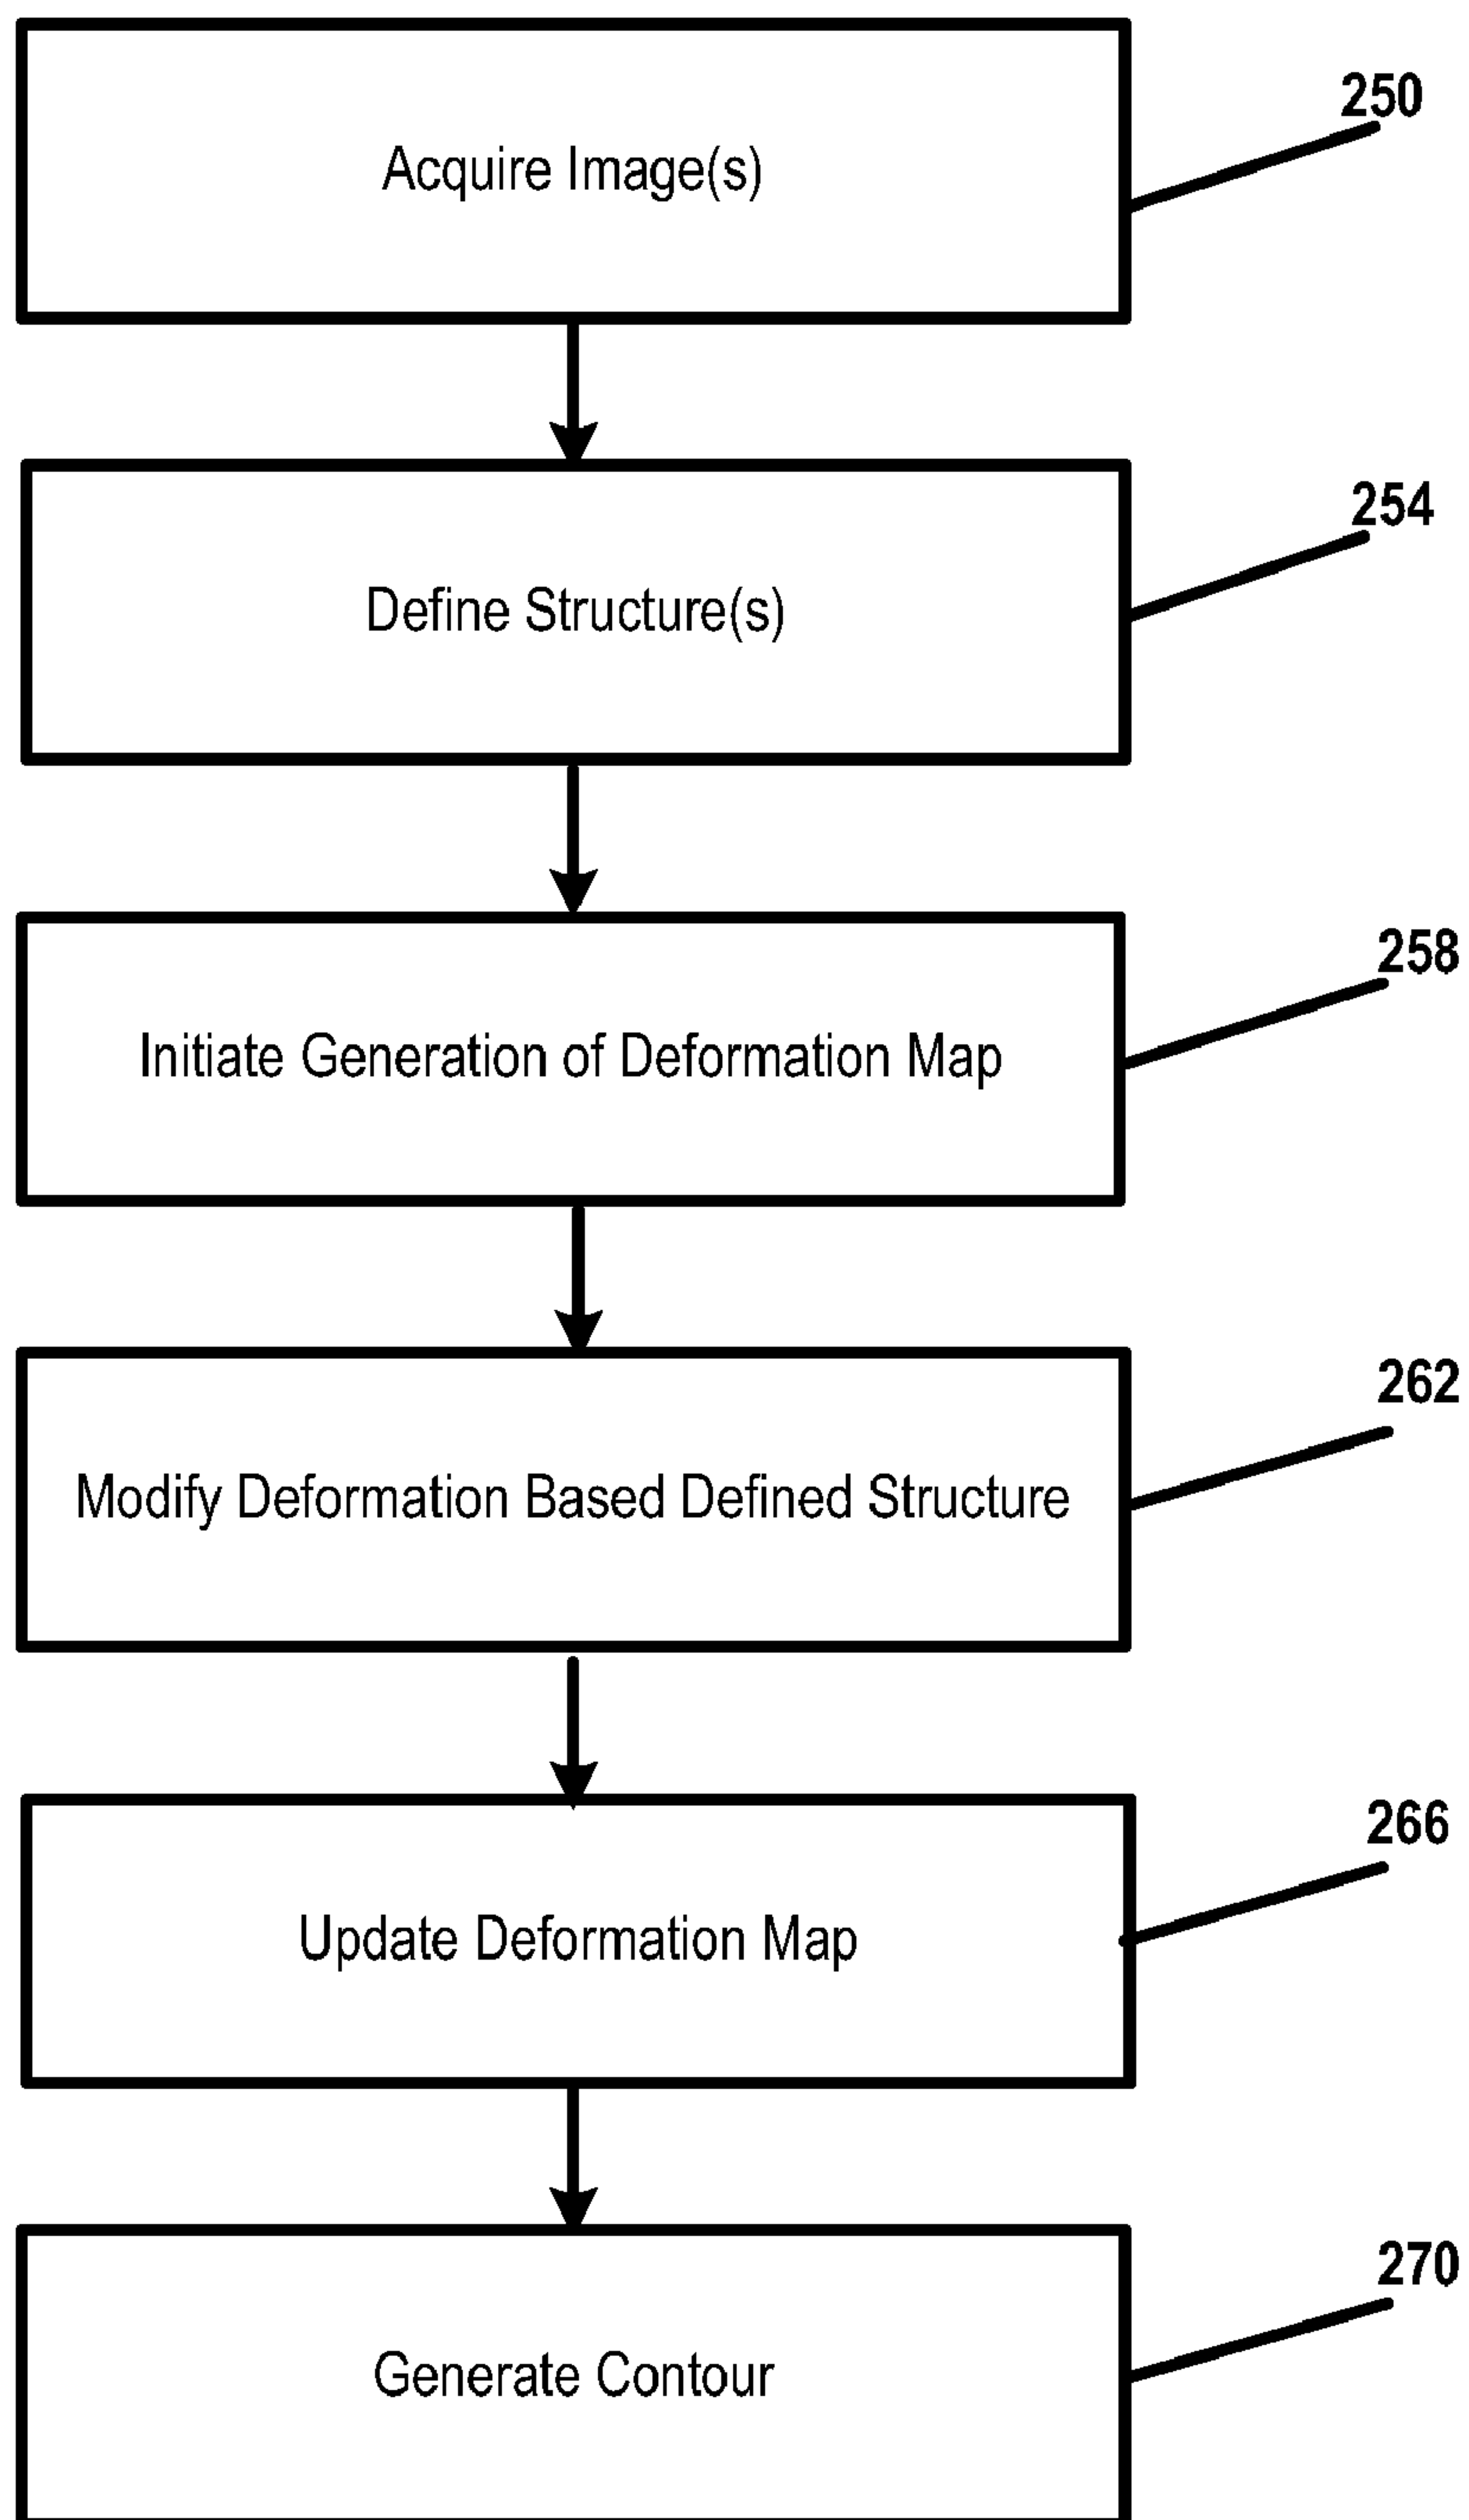 250
Acquire Image(s)
254
Define Structure(s)
258
Initiate Generation of Deformation Map
262
Modify Deformation Based Defined Structure
266
Update Deformation Map
270
Generate Contour